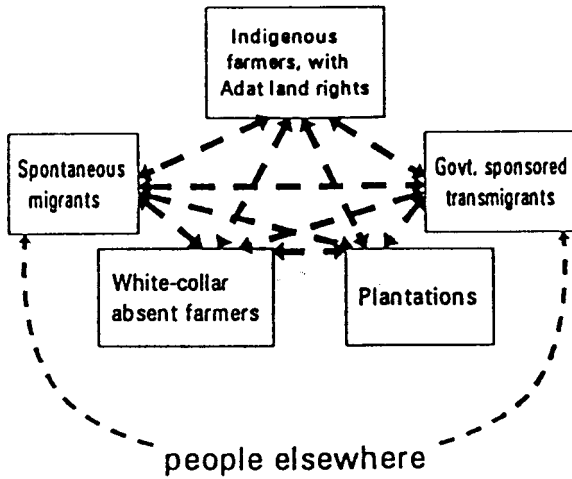 Indigenous
farmers, with
Adat land rights
Spontaneous
migrants
Govt. sponsored
transmigrants
White-collar
absent farmers
Plantations
people elsewhere